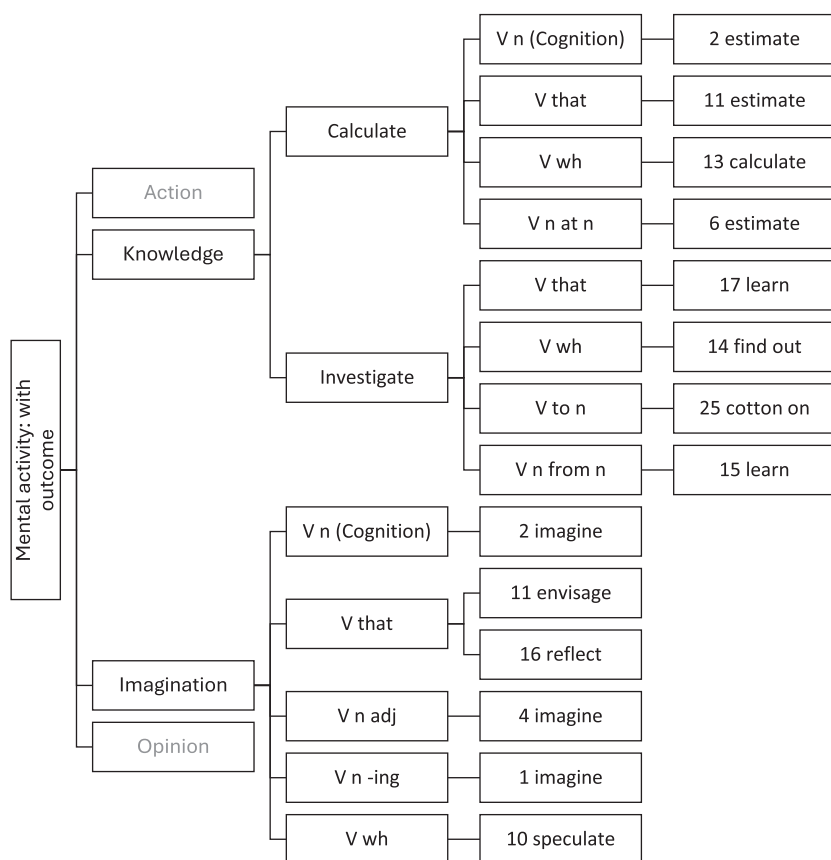 Mental activity: with
outcome
Action
Knowledge
Calculate
V n (Cognition)
2 estimate
V that
11 estimate
V wh
13 calculate
V n at n
6 estimate
Investigate
V that
17 learn
V wh
14 find out
V to n
25 cotton on
V n from n
15 learn
Imagination
V n (Cognition)
2 imagine
V that
11 envisage
16 reflect
V n adj
4 imagine
V n -ing
1 imagine
V wh
10 speculate
Opinion